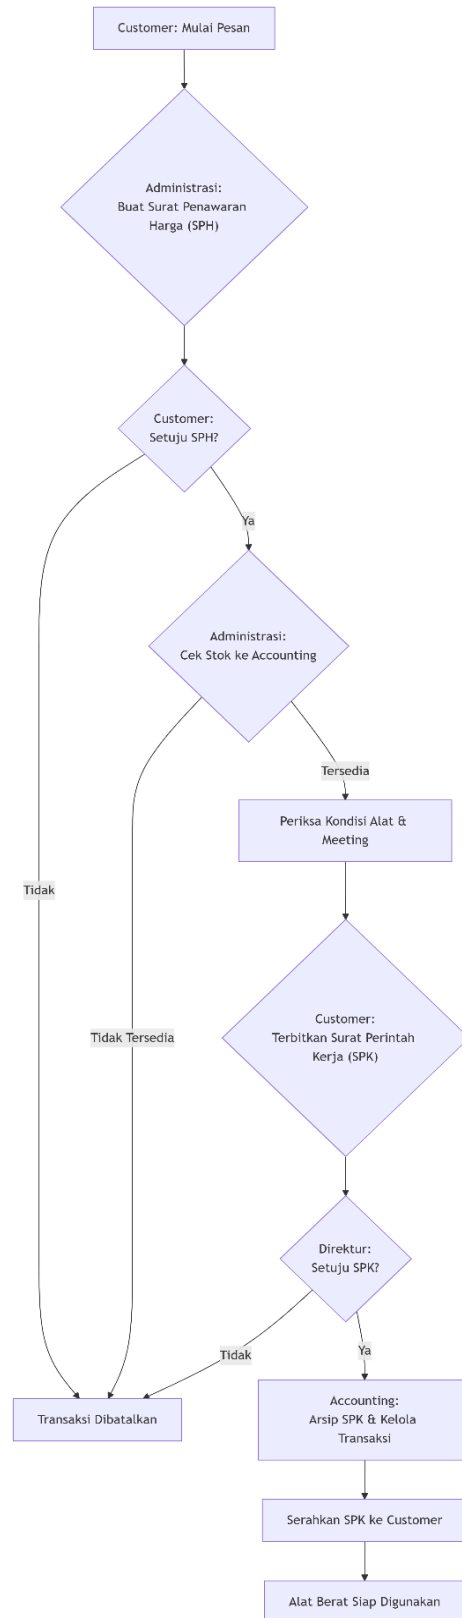 Customer: Mulai Pesan
Administrasi:
Buat Surat Penawaran
Harga (SPH)
Customer:
Setuju SPH?
Ya
Administrasi:
Cek Stok ke Accounting
Tersedia
Periksa Kondisi Alat &
Meeting
Tidak
Customer:
Terbitkan Surat Perintah
Kerja (SPK)
Tidak Tersedia
Direktur:
Setuju SPK?
Tidak
Ya
Transaksi Dibatalkan
Accounting:
Arsip SPK & Kelola
Transaksi
Serahkan SPK ke Customer
Alat Berat Siap Digunakan